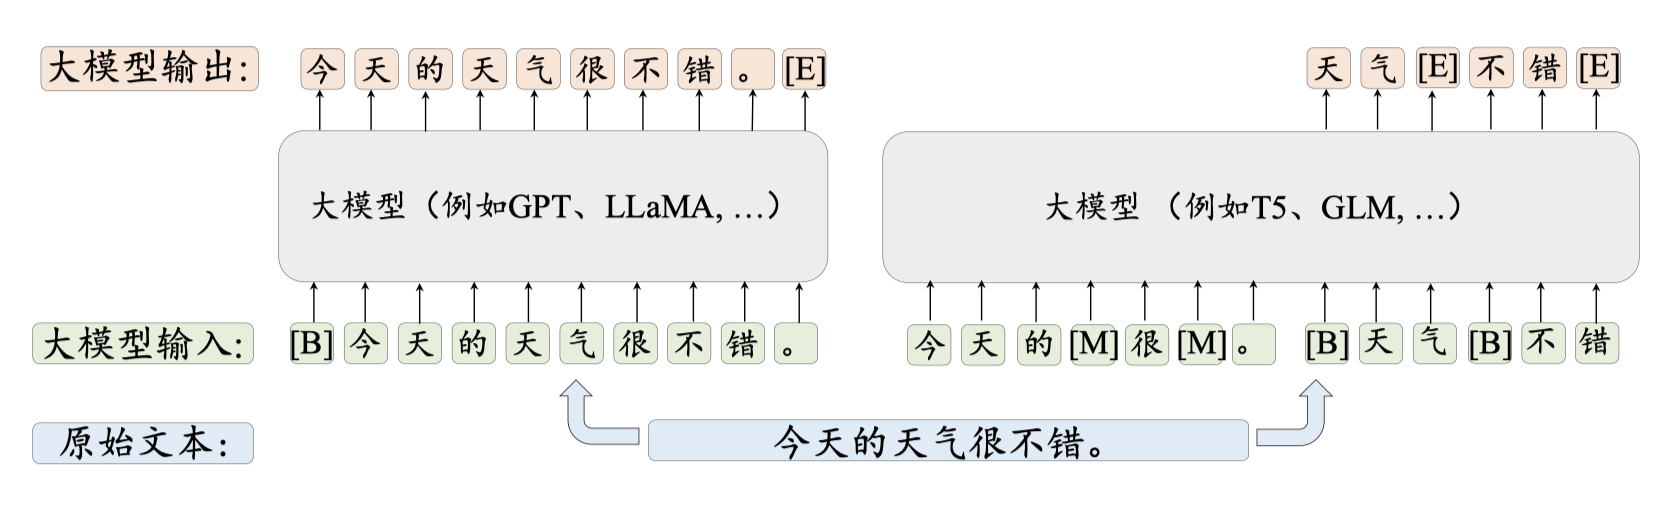 大模型输出: 今 天 的 天 气 很 不 错 。 [E] 天 气 [E] 不 错 [E]
大模型（例如GPT、LLaMA, …） 大模型 （例如T5、GLM, …）
大模型输入: [B] 今 天 的 天 气 很 不 错 。 今 天 的 [M] 很 [M] 。 [B] 天 气 [B] 不 错
原始文本: 今天的天气很不错。